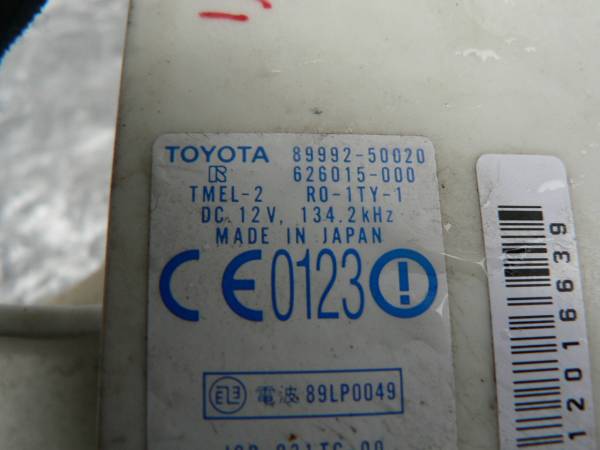 TOYOTA 89992-50020
626015-000
TMEL-2 RO-1TY-1
DC 12V, 134.2kHz
MADE IN JAPAN
CE0123
電波 89LP0049
12016639